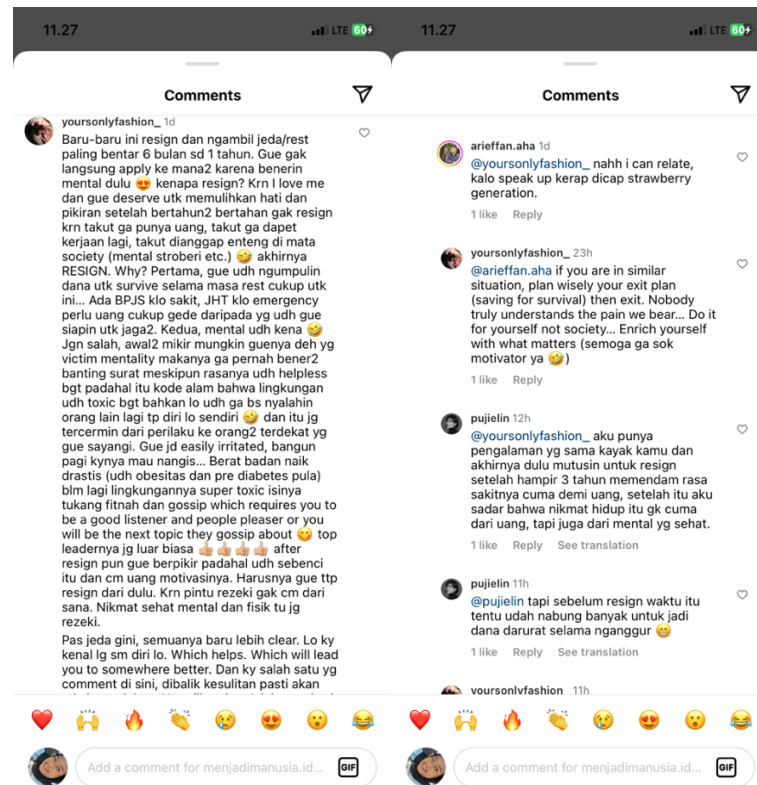 11.27
LTE 60
Comments
yoursonlyfashion_ 1d
Baru-baru ini resign dan ngambil jeda/rest
paling bentar 6 bulan sd 1 tahun. Gue gak
langsung apply ke mana2 karena benerin
mental dulu 😍 kenapa resign? Krn I love me
dan gue deserve utk memulihkan hati dan
pikiran setelah bertahun2 bertahan gak resign
krn takut ga punya uang, takut ga dapet
kerjaan lagi, takut dianggap enteng di mata
society (mental stroberi etc.) 🤣 akhirnya
RESIGN. Why? Pertama, gue udh ngumpulin
dana utk survive selama masa rest cukup utk
ini... Ada BPJS klo sakit, JHT klo emergency
perlu uang cukup gede daripada yg udh gue
siapin utk jaga2. Kedua, mental udh kena 🤣
Jgn salah, awal2 mikir mungkin guenya deh yg
victim mentality makanya ga pernah bener2
banting surat meskipun rasanya udh helpless
bgt padahal itu kode alam bahwa lingkungan
udh toxic bgt bahkan lo udh ga bs nyalahin
orang lain lagi tp diri lo sendiri 🤣 dan itu jg
tercermin dari perilaku ke orang2 terdekat yg
gue sayangi. Gue jd easily irritated, bangun
pagi kynya mau nangis... Berat badan naik
drastis (udh obesitas dan pre diabetes pula)
blm lagi lingkungannya super toxic isinya
tukang fitnah dan gossip which requires you to
be a good listener and people pleaser or you
will be the next topic they gossip about 😋 top
leadernya jg luar biasa 👍🏼👍🏼👍🏼👍🏼 after
resign pun gue berpikir padahal udh sebenci
itu dan cm uang motivasinya. Harusnya gue ttp
resign dari dulu. Krn pintu rezeki gak cm dari
sana. Nikmat sehat mental dan fisik tu jg
rezeki.
Pas jeda gini, semuanya baru lebih clear. Lo ky
kenal lg sm diri lo. Which helps. Which will lead
you to somewhere better. Dan ky salah satu yg
comment di sini, dibalik kesulitan pasti akan
Add a comment for menjadimanusia.id...
GIF
11.27
LTE 60
Comments
arieffan.aha 1d
@yoursonlyfashion_ nahh i can relate,
kalo speak up kerap dicap strawberry
generation.
1 like Reply
yoursonlyfashion_ 23h
@arieffan.aha if you are in similar
situation, plan wisely your exit plan
(saving for survival) then exit. Nobody
truly understands the pain we bear... Do it
for yourself not society... Enrich yourself
with what matters (semoga ga sok
motivator ya 🤣)
1 like Reply
pujielin 12h
@yoursonlyfashion_ aku punya
pengalaman yg sama kayak kamu dan
akhirnya dulu mutusin untuk resign
setelah hampir 3 tahun memendam rasa
sakitnya cuma demi uang, setelah itu aku
sadar bahwa nikmat hidup itu gk cuma
dari uang, tapi juga dari mental yg sehat.
1 like Reply See translation
pujielin 11h
@pujielin tapi sebelum resign waktu itu
tentu udah nabung banyak untuk jadi
dana darurat selama nganggur 😁
1 like Reply See translation
yoursonlyfashion 11h
Add a comment for menjadimanusia.id...
GIF